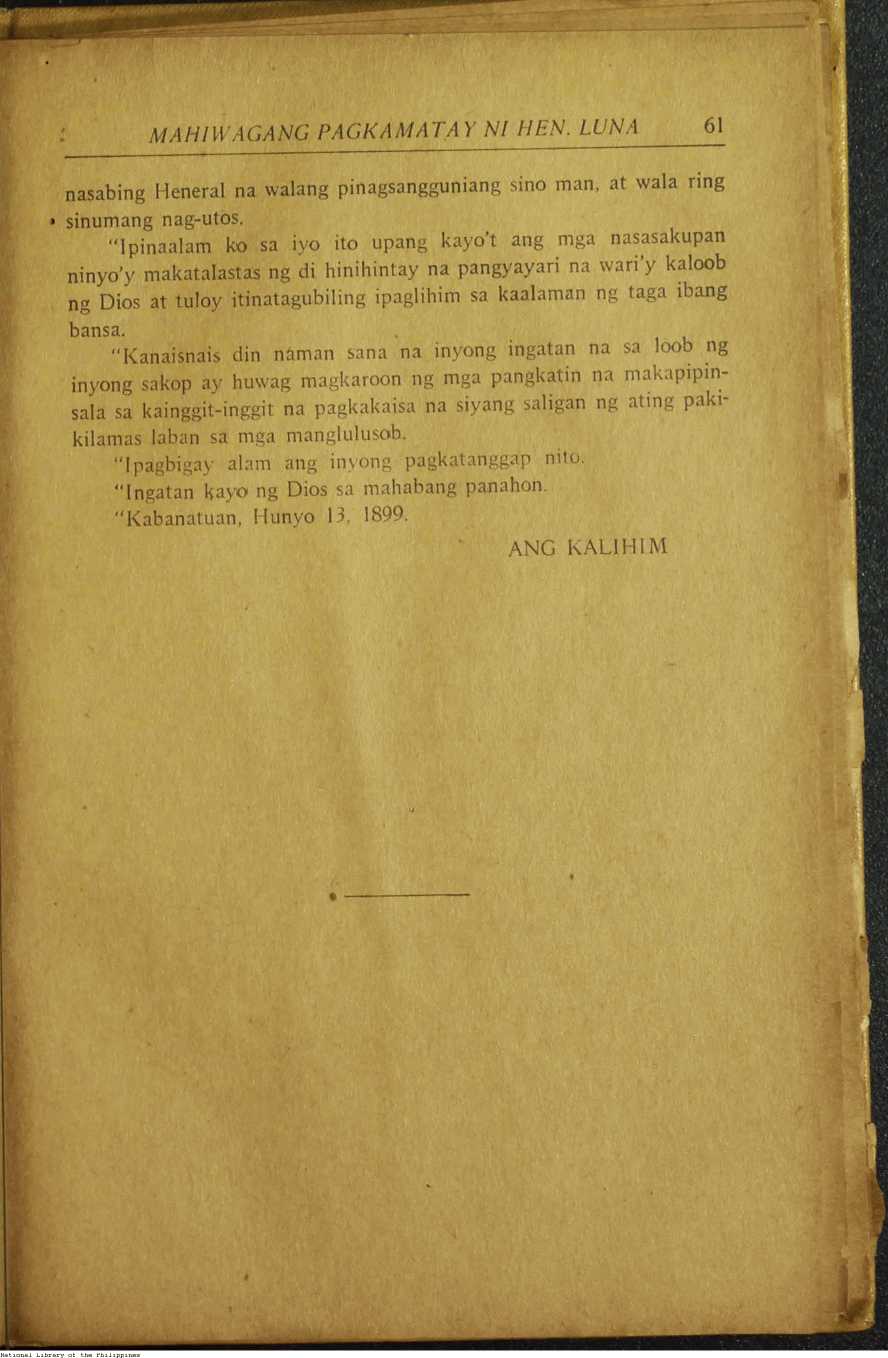 MAHIWAGANG PAGKAMATAY NI HEN. LUNA 61
nasabing Heneral na walang pinagsangguniang sino man, at wala ring
sinumang nag-utos.
"Ipinaalam ko sa iyo ito upang kayo't ang mga nasasakupan
ninyo'y makatalastas ng di hinihintay na pangyayari na wari'y kaloob
ng Dios at tuloy itinatagubiling ipaglihim sa kaalaman ng taga ibang
bansa.
"Kanaisnais din naman sana na inyong ingatan na sa loob ng
inyong sakop ay huwag magkaroon ng mga pangkatin na makapipin-
sala sa kainggit-inggit na pagkakaisa na siyang saligan ng ating paki-
kilamas laban sa mga manglulusob.
"Ipagbigay alam ang inyong pagkatanggap nito.
"Ingatan kayo ng Dios sa mahabang panahon.
"Kabanatuan, Hunyo 13, 1899.
ANG KALIHIM
National Library of the Philippines